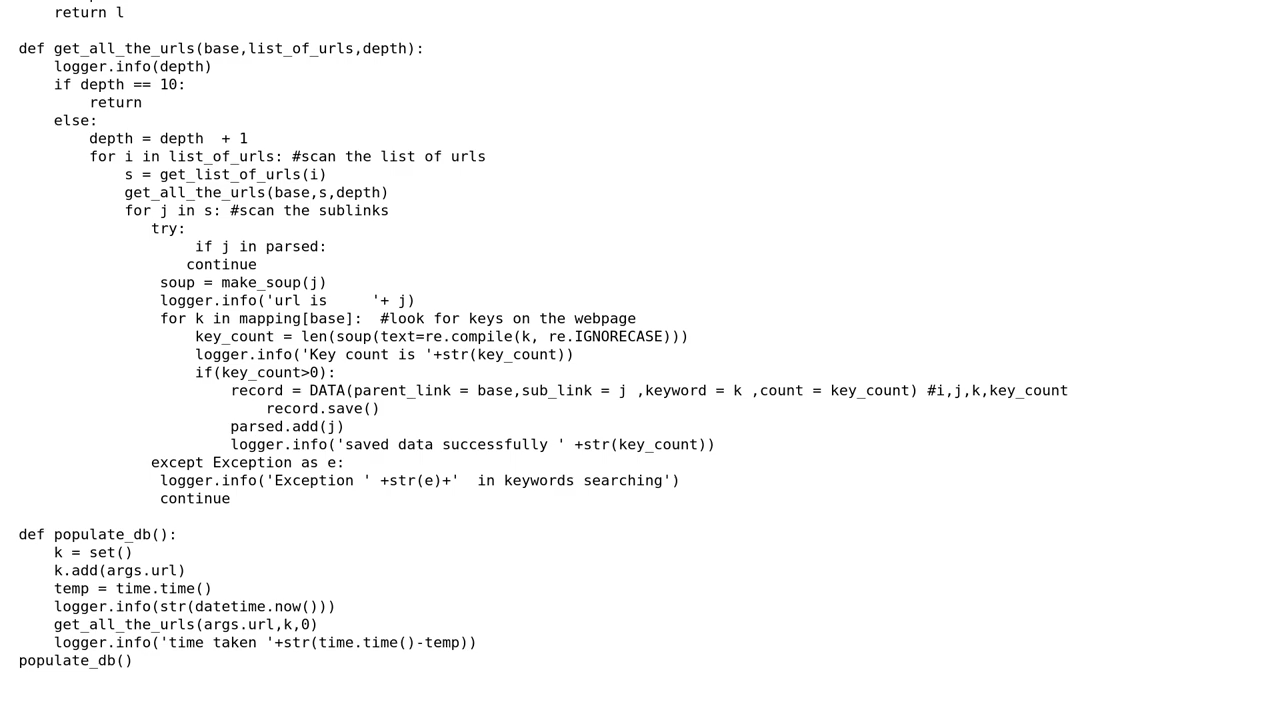 return l

def get_all_the_urls(base,list_of_urls,depth):
    logger.info(depth)
    if depth == 10:
        return
    else:
        depth = depth  + 1
        for i in list_of_urls: #scan the list of urls
            s = get_list_of_urls(i)
            get_all_the_urls(base,s,depth)
            for j in s: #scan the sublinks
               try:
                    if j in parsed:
                   continue
                soup = make_soup(j)
                logger.info('url is     '+ j)
                for k in mapping[base]:  #look for keys on the webpage
                    key_count = len(soup(text=re.compile(k, re.IGNORECASE)))
                    logger.info('Key count is '+str(key_count))
                    if(key_count>0):
                        record = DATA(parent_link = base,sub_link = j ,keyword = k ,count = key_count) #i,j,k,key_count
                            record.save()
                        parsed.add(j)
                        logger.info('saved data successfully ' +str(key_count))
               except Exception as e:
                logger.info('Exception ' +str(e)+'  in keywords searching')
                continue

def populate_db():
    k = set()
    k.add(args.url)
    temp = time.time()
    logger.info(str(datetime.now()))
    get_all_the_urls(args.url,k,0)
    logger.info('time taken '+str(time.time()-temp))
populate_db()